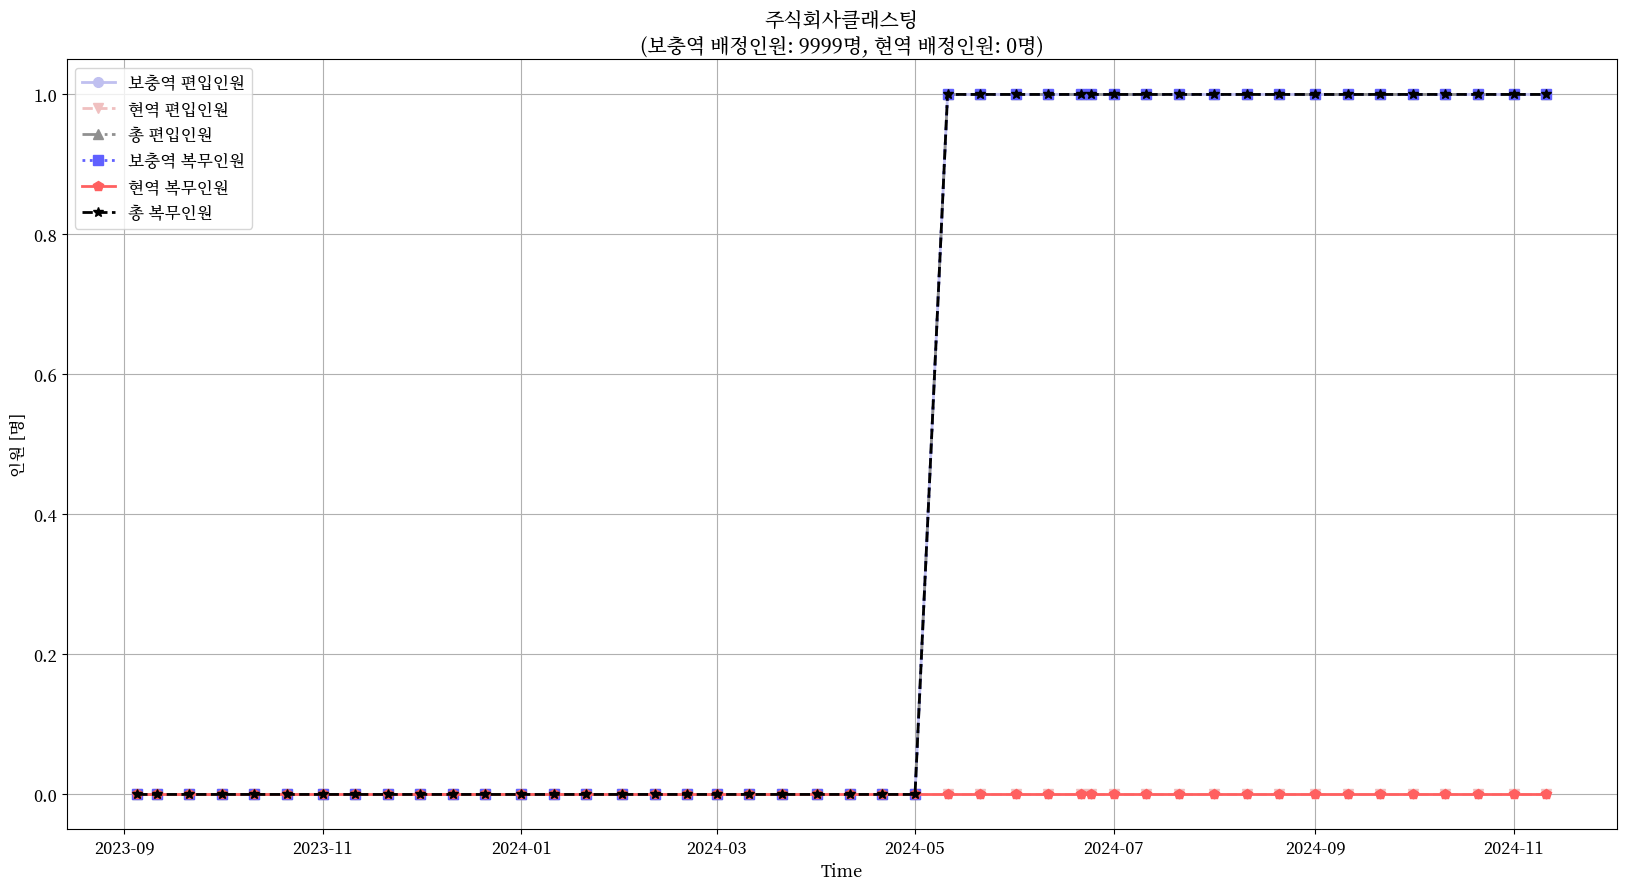 주식회사클래스팅
(보충역 배정인원: 9999명, 현역 배정인원: 0명)
보충역 편입인원
현역 편입인원
총 편입인원
보충역 복무인원
현역 복무인원
총 복무인원
1.0
0.8
0.6
0.4
0.2
0.0
인원 [명]
2023-09
2023-11
2024-01
2024-03
2024-05
2024-07
2024-09
2024-11
Time